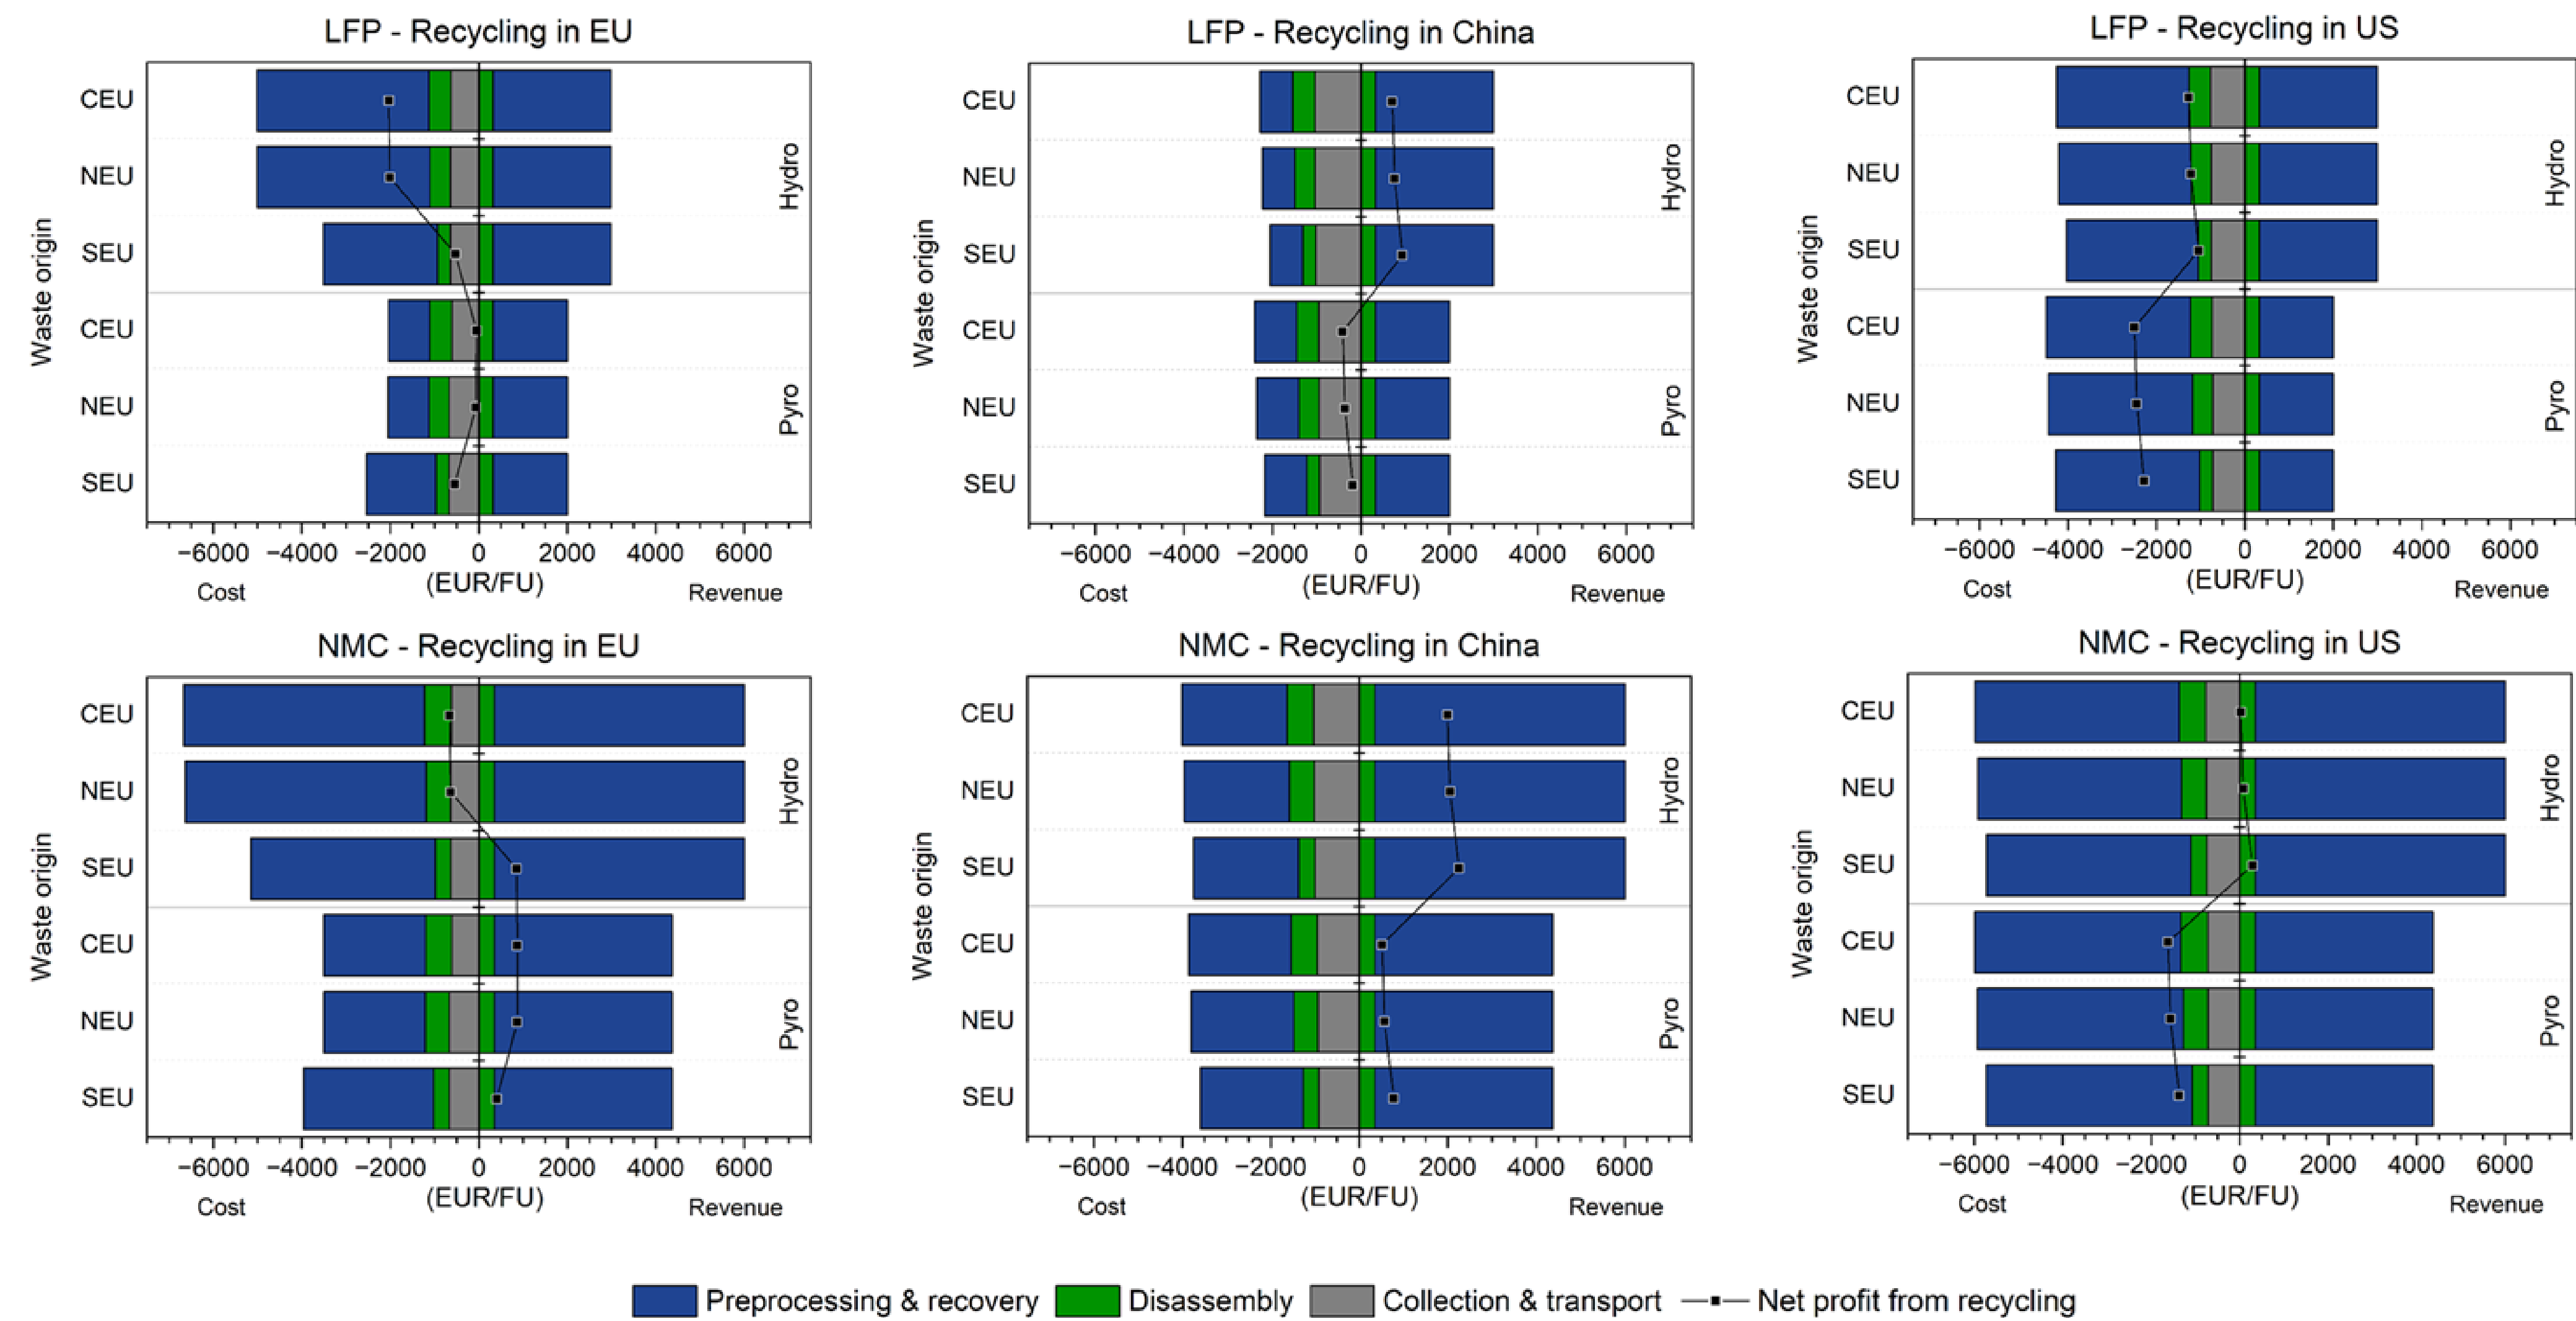 LFP - Recycling in EU
CEU
NEU
SEU
CEU
NEU
SEU
Waste origin
Hydro
Pyro
−6000 −4000 −2000 0 2000 4000 6000
Cost (EUR/FU) Revenue
LFP - Recycling in China
CEU
NEU
SEU
CEU
NEU
SEU
Waste origin
Hydro
Pyro
−6000 −4000 −2000 0 2000 4000 6000
Cost (EUR/FU) Revenue
LFP - Recycling in US
CEU
NEU
SEU
CEU
NEU
SEU
Waste origin
Hydro
Pyro
−6000 −4000 −2000 0 2000 4000 6000
Cost (EUR/FU) Revenue
NMC - Recycling in EU
CEU
NEU
SEU
CEU
NEU
SEU
Waste origin
Hydro
Pyro
−6000 −4000 −2000 0 2000 4000 6000
Cost (EUR/FU) Revenue
NMC - Recycling in China
CEU
NEU
SEU
CEU
NEU
SEU
Waste origin
Hydro
Pyro
−6000 −4000 −2000 0 2000 4000 6000
Cost (EUR/FU) Revenue
NMC - Recycling in US
CEU
NEU
SEU
CEU
NEU
SEU
Waste origin
Hydro
Pyro
−6000 −4000 −2000 0 2000 4000 6000
Cost (EUR/FU) Revenue
Preprocessing & recovery Disassembly Collection & transport Net profit from recycling